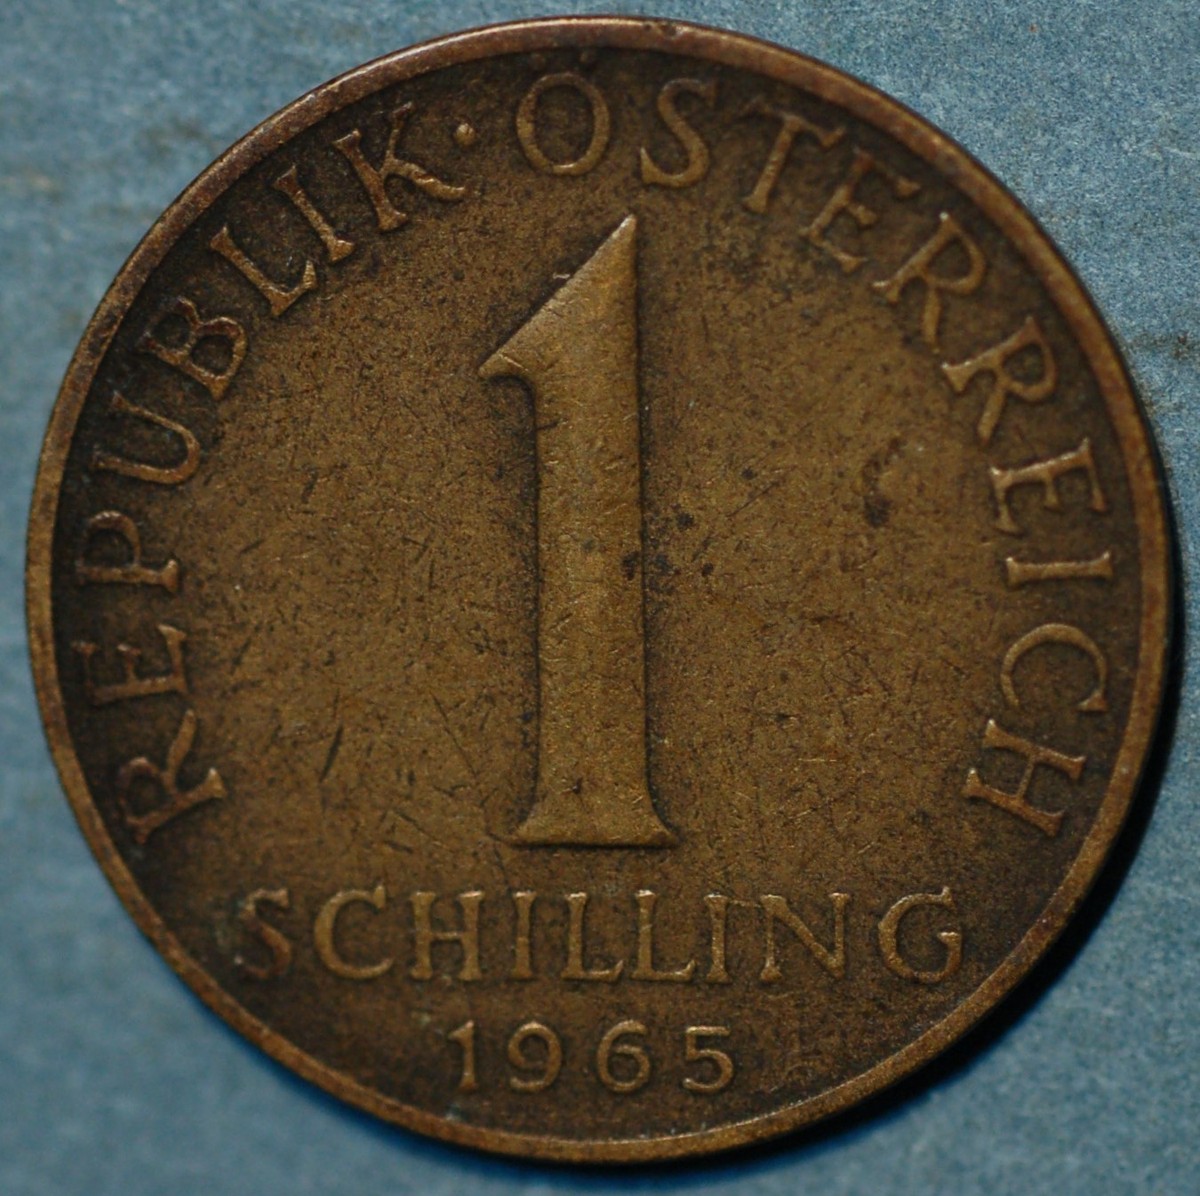 REPUBLIK · ÖSTERREICH
1
SCHILLING
1965